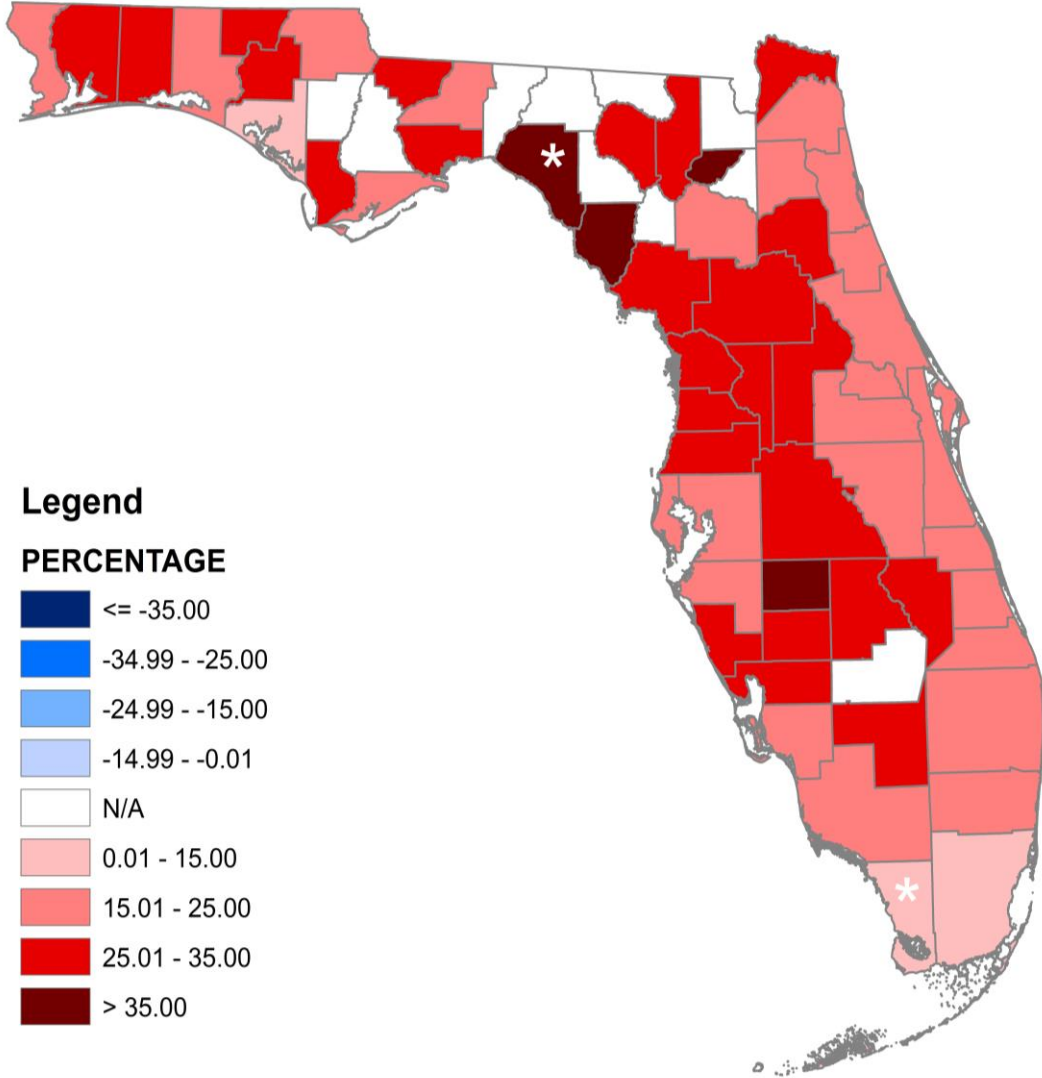 *
*
Legend
PERCENTAGE
<= -35.00
-34.99 - -25.00
-24.99 - -15.00
-14.99 - -0.01
N/A
0.01 - 15.00
15.01 - 25.00
25.01 - 35.00
> 35.00